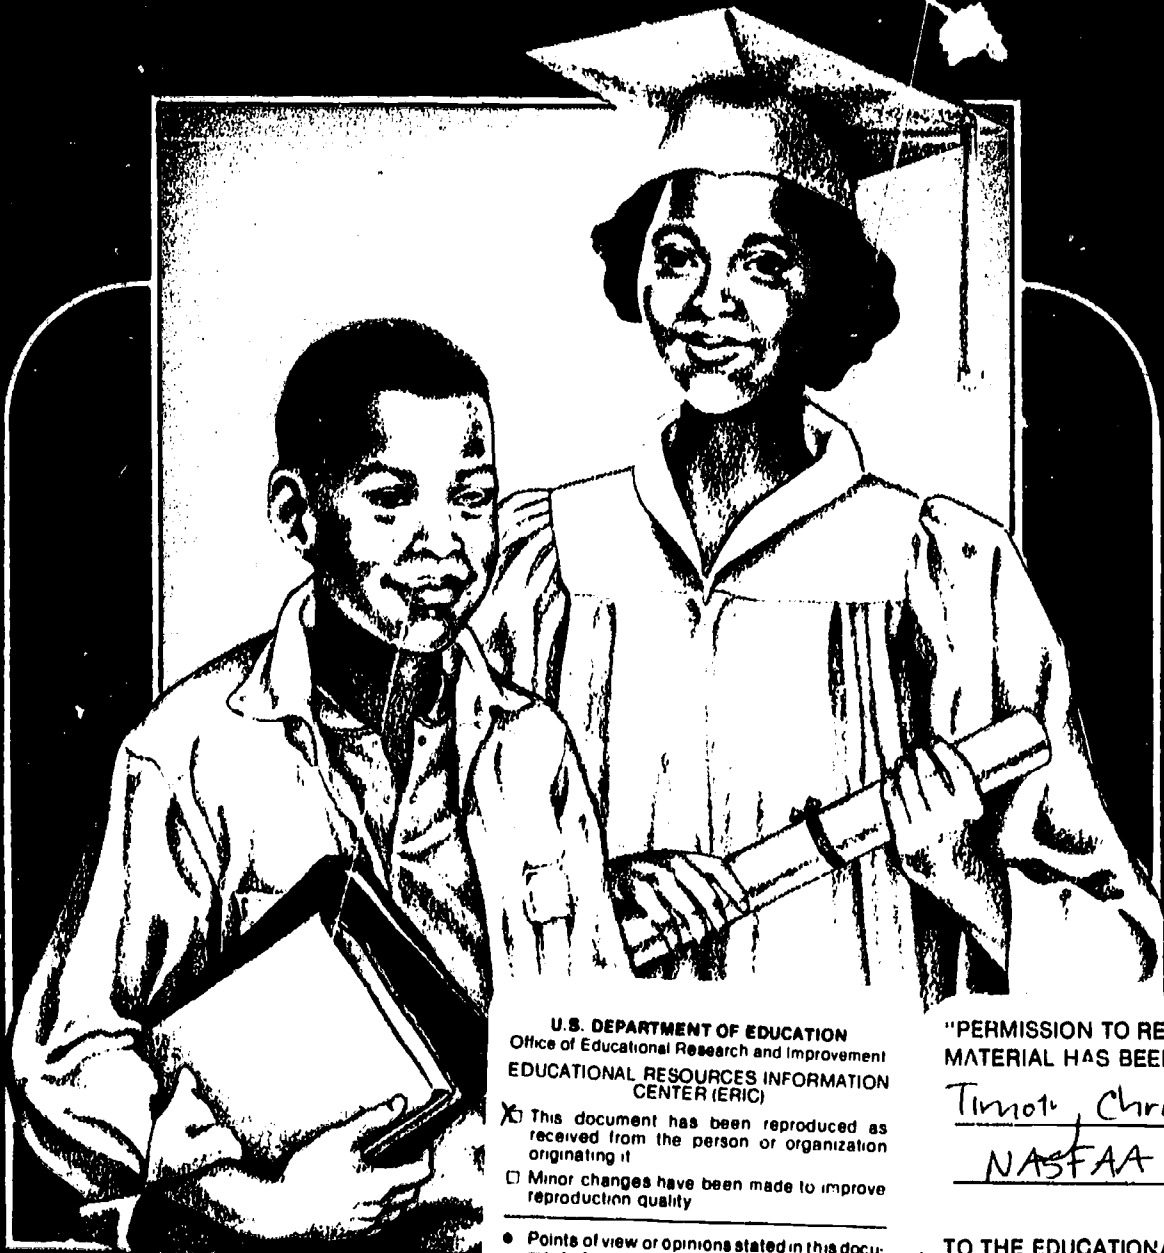 U.S. DEPARTMENT OF EDUCATION
Office of Educational Research and Improvement
EDUCATIONAL RESOURCES INFORMATION
CENTER (ERIC)
This document has been reproduced as
received from the person or organization
originating it
Minor changes have been made to improve
reproduction quality
• Points of view or opinions stated in this docu-
"PERMISSION TO RE
MATERIAL HAS BEE
Chri
NASFAA
TO THE EDUCATION